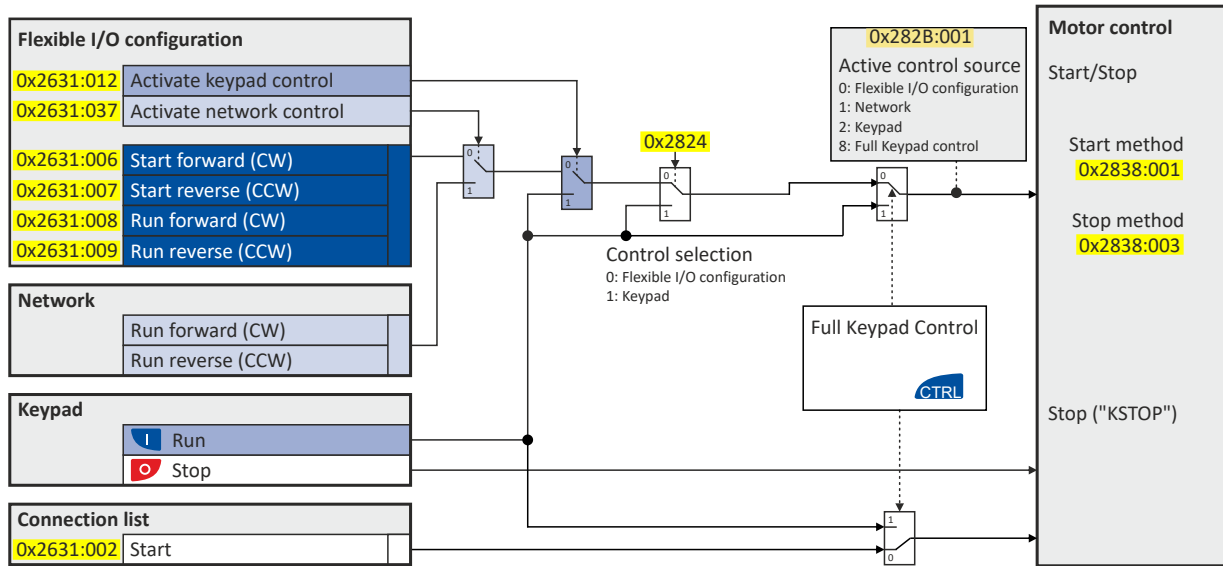 Flexible I/O configuration
0x2631:012 Activate keypad control
0x2631:037 Activate network control
0x2631:006 Start forward (CW)
0x2631:007 Start reverse (CCW)
0x2631:008 Run forward (CW)
0x2631:009 Run reverse (CCW)
Network
Run forward (CW)
Run reverse (CCW)
Keypad
I Run
O Stop
Connection list
0x2631:002 Start
0
1
0
1
0x2824
0
1
Control selection
0: Flexible I/O configuration
1: Keypad
0x282B:001
Active control source
0: Flexible I/O configuration
1: Network
2: Keypad
8: Full Keypad control
0
1
Full Keypad Control
CTRL
1
0
Motor control
Start/Stop
Start method
0x2838:001
Stop method
0x2838:003
Stop ("KSTOP")